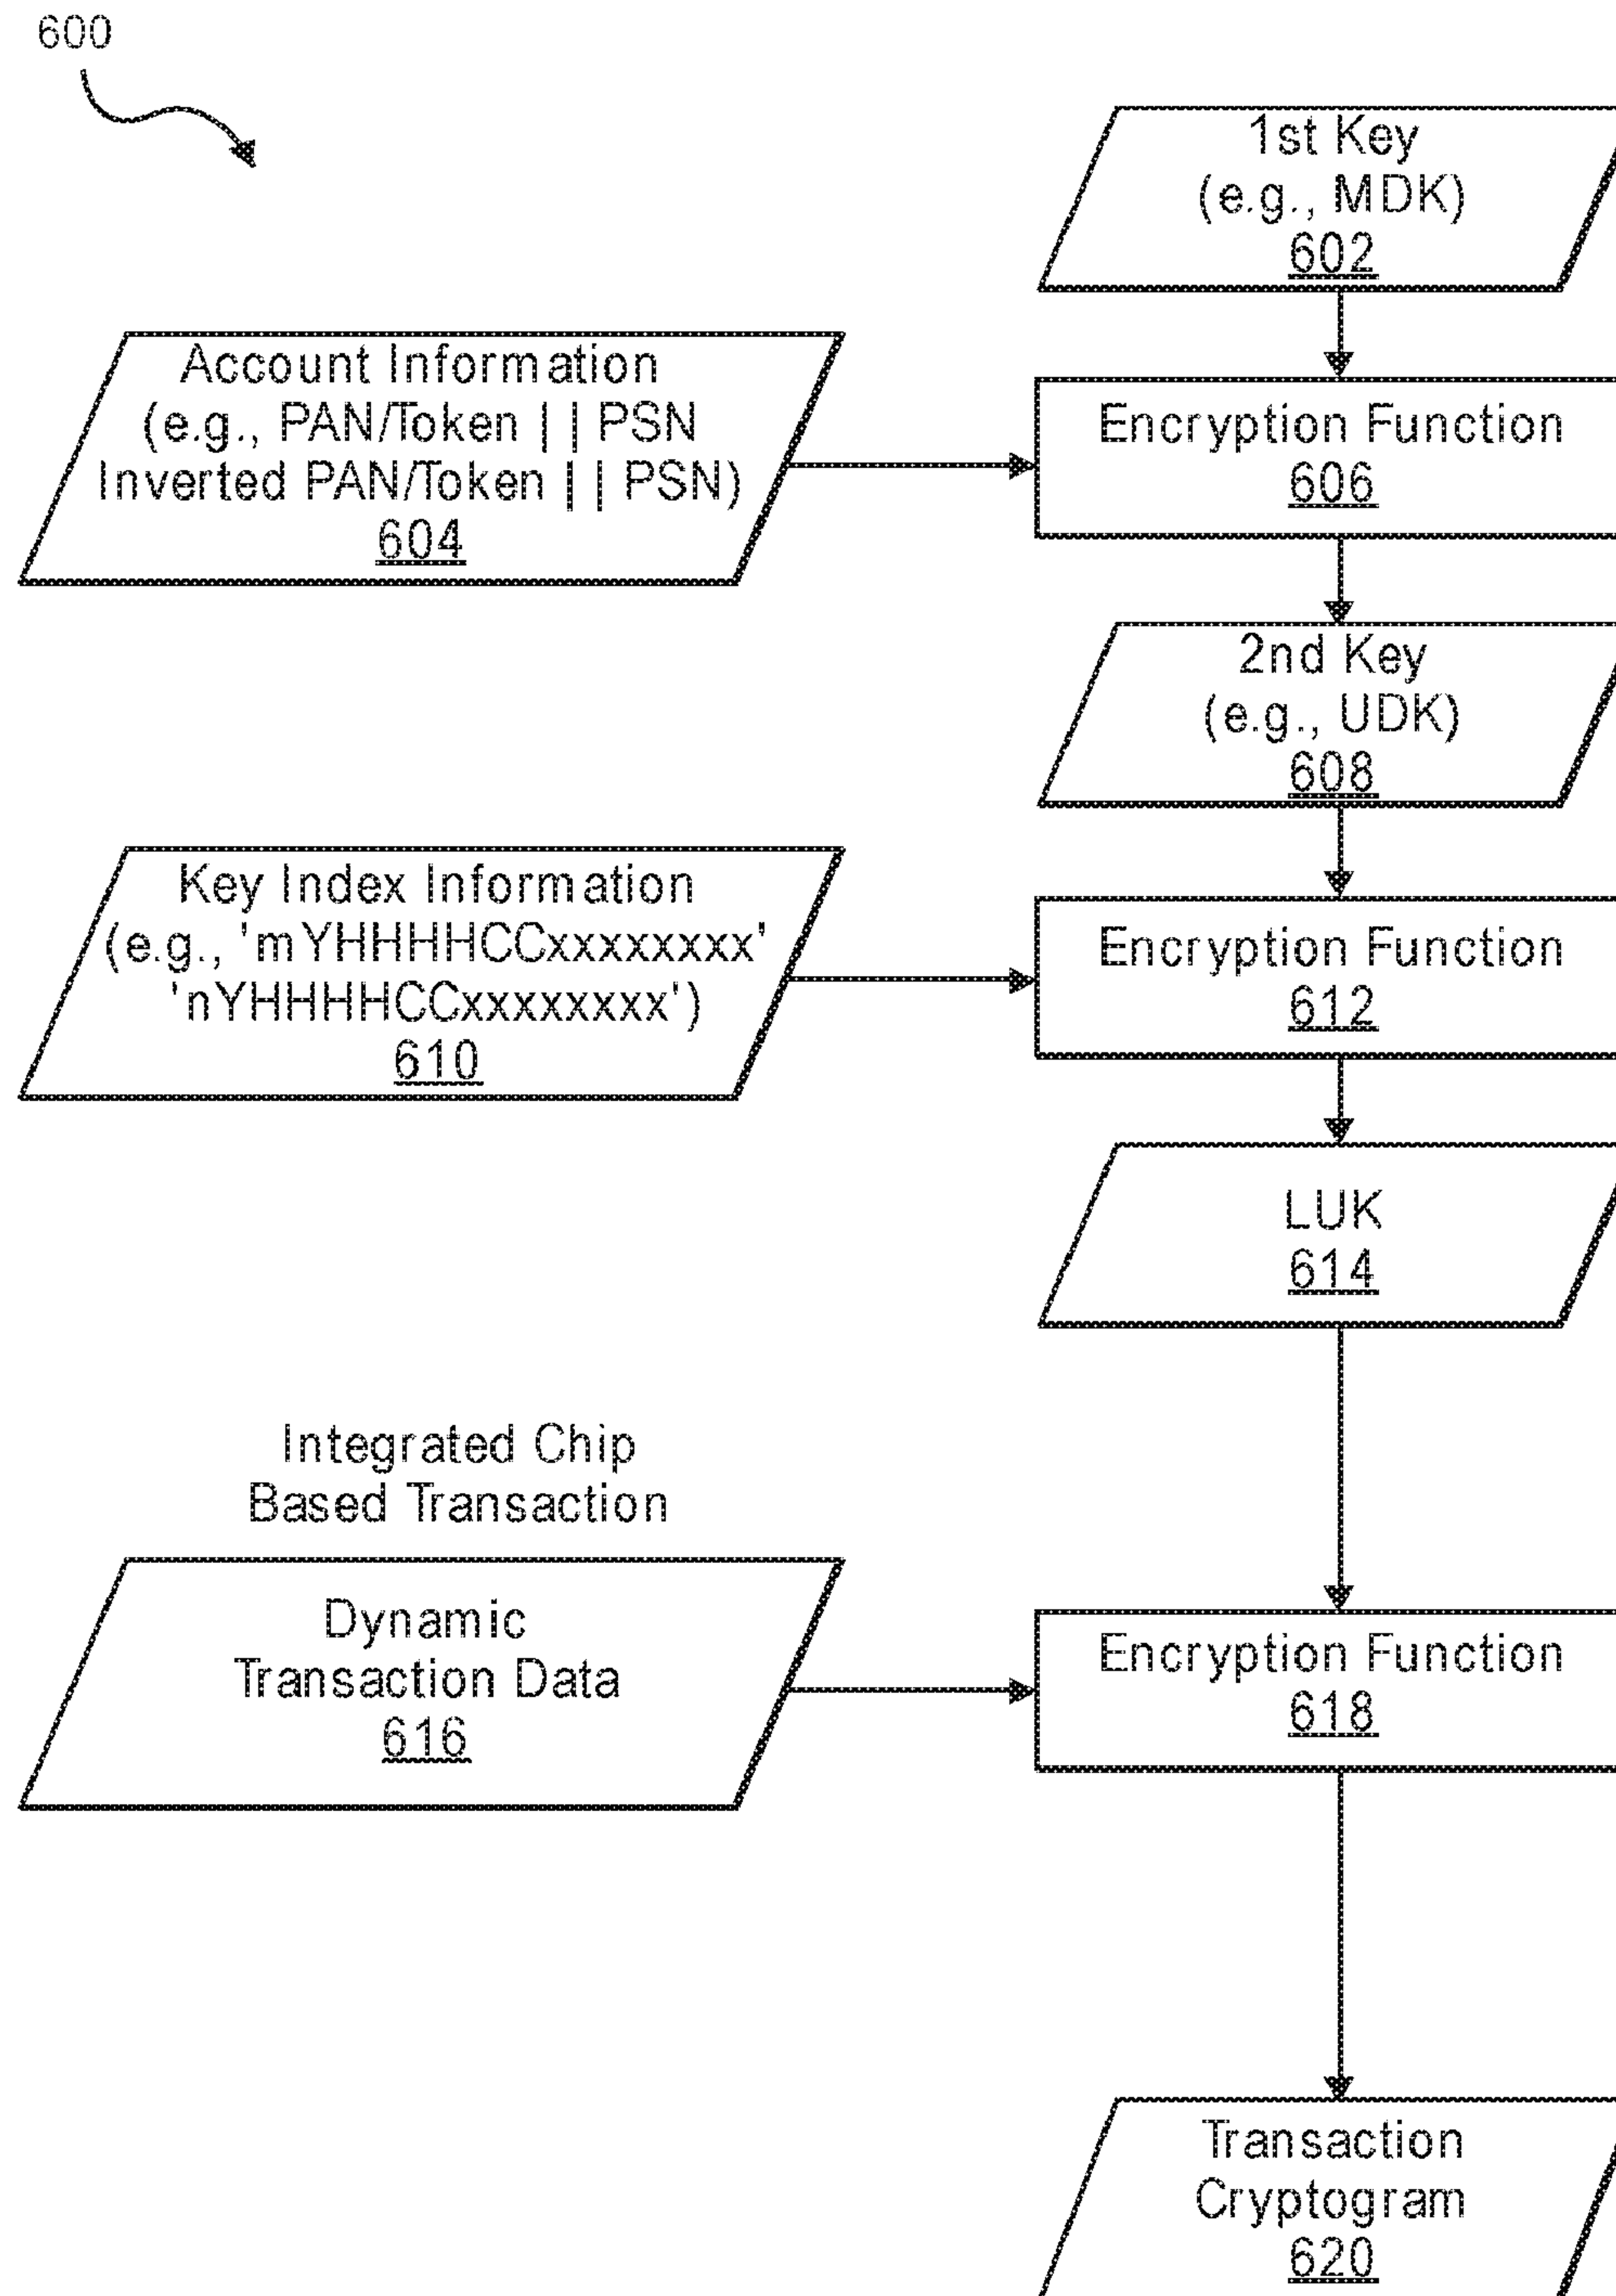 600
1st Key
(e.g., MDK)
602
Account Information
(e.g., PAN/Token | | PSN
Inverted PAN/Token | | PSN)
604
Encryption Function
606
2nd Key
(e.g., UDK)
608
Key Index Information
(e.g., 'mYHHHHCCxxxxxxxx'
'nYHHHHCCxxxxxxxx')
610
Encryption Function
612
LUK
614
Integrated Chip
Based Transaction
Dynamic
Transaction Data
616
Encryption Function
618
Transaction
Cryptogram
620